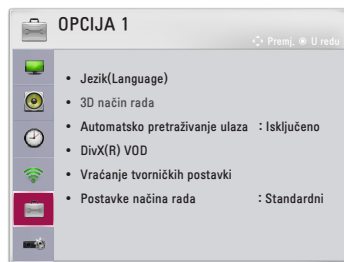 OPCIJA 1
Premj. U redu
• Jezik(Language)
• 3D način rada
• Automatsko pretraživanje ulaza : Isključeno
• DivX(R) VOD
• Vraćanje tvorničkih postavki
• Postavke načina rada : Standardni